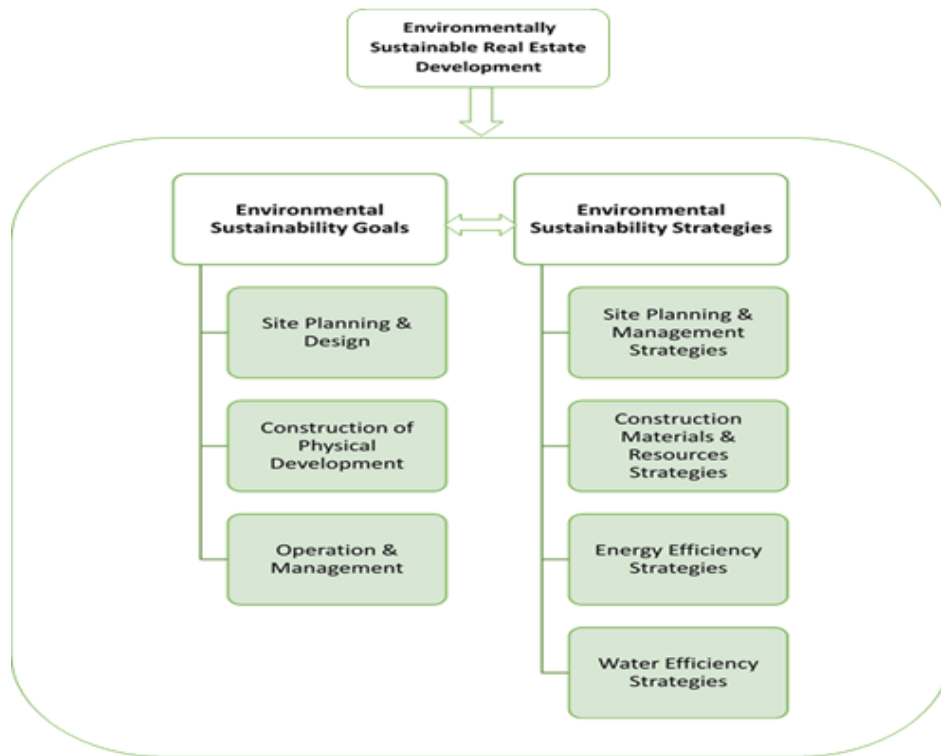 Environmentally
Sustainable Real Estate
Development
Environmental
Sustainability Goals
Site Planning &
Design
Construction of
Physical
Development
Operation &
Management
Environmental
Sustainability Strategies
Site Planning &
Management
Strategies
Construction
Materials &
Resources
Strategies
Energy Efficiency
Strategies
Water Efficiency
Strategies